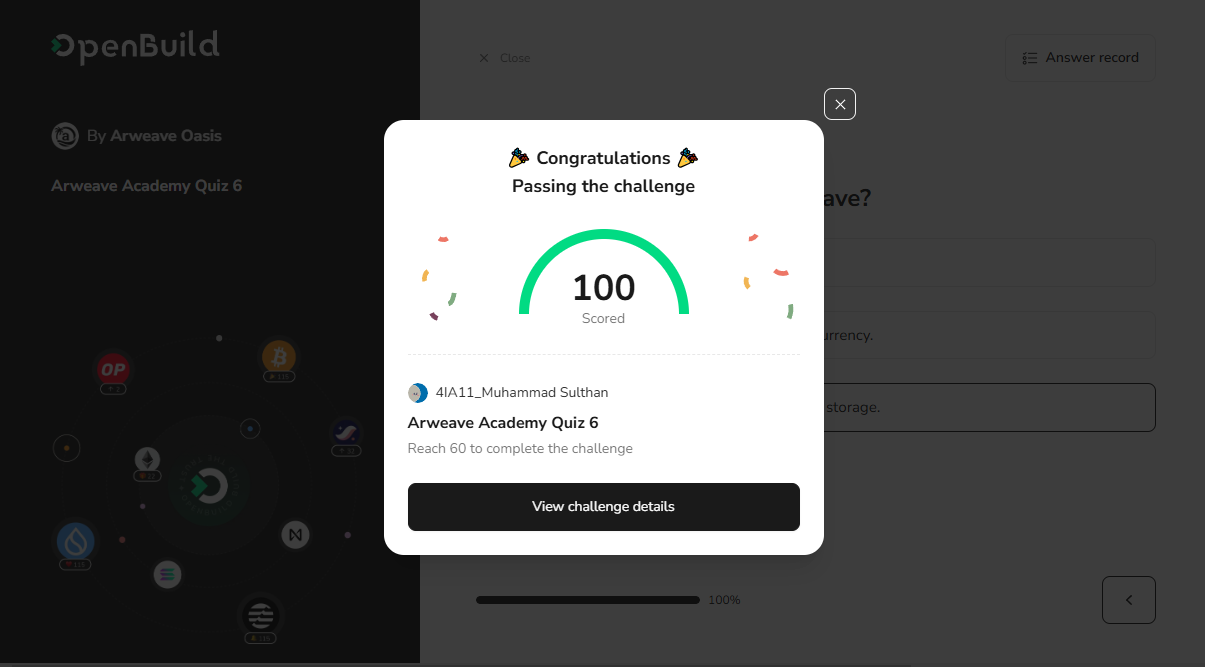 OpenBuild
By Arweave Oasis
Arweave Academy Quiz 6
OP
Close
Answer record
ave?
urrency.
storage.
100%
Congratulations
Passing the challenge
100
Scored
4IA11_Muhammad Sulthan
Arweave Academy Quiz 6
Reach 60 to complete the challenge
View challenge details